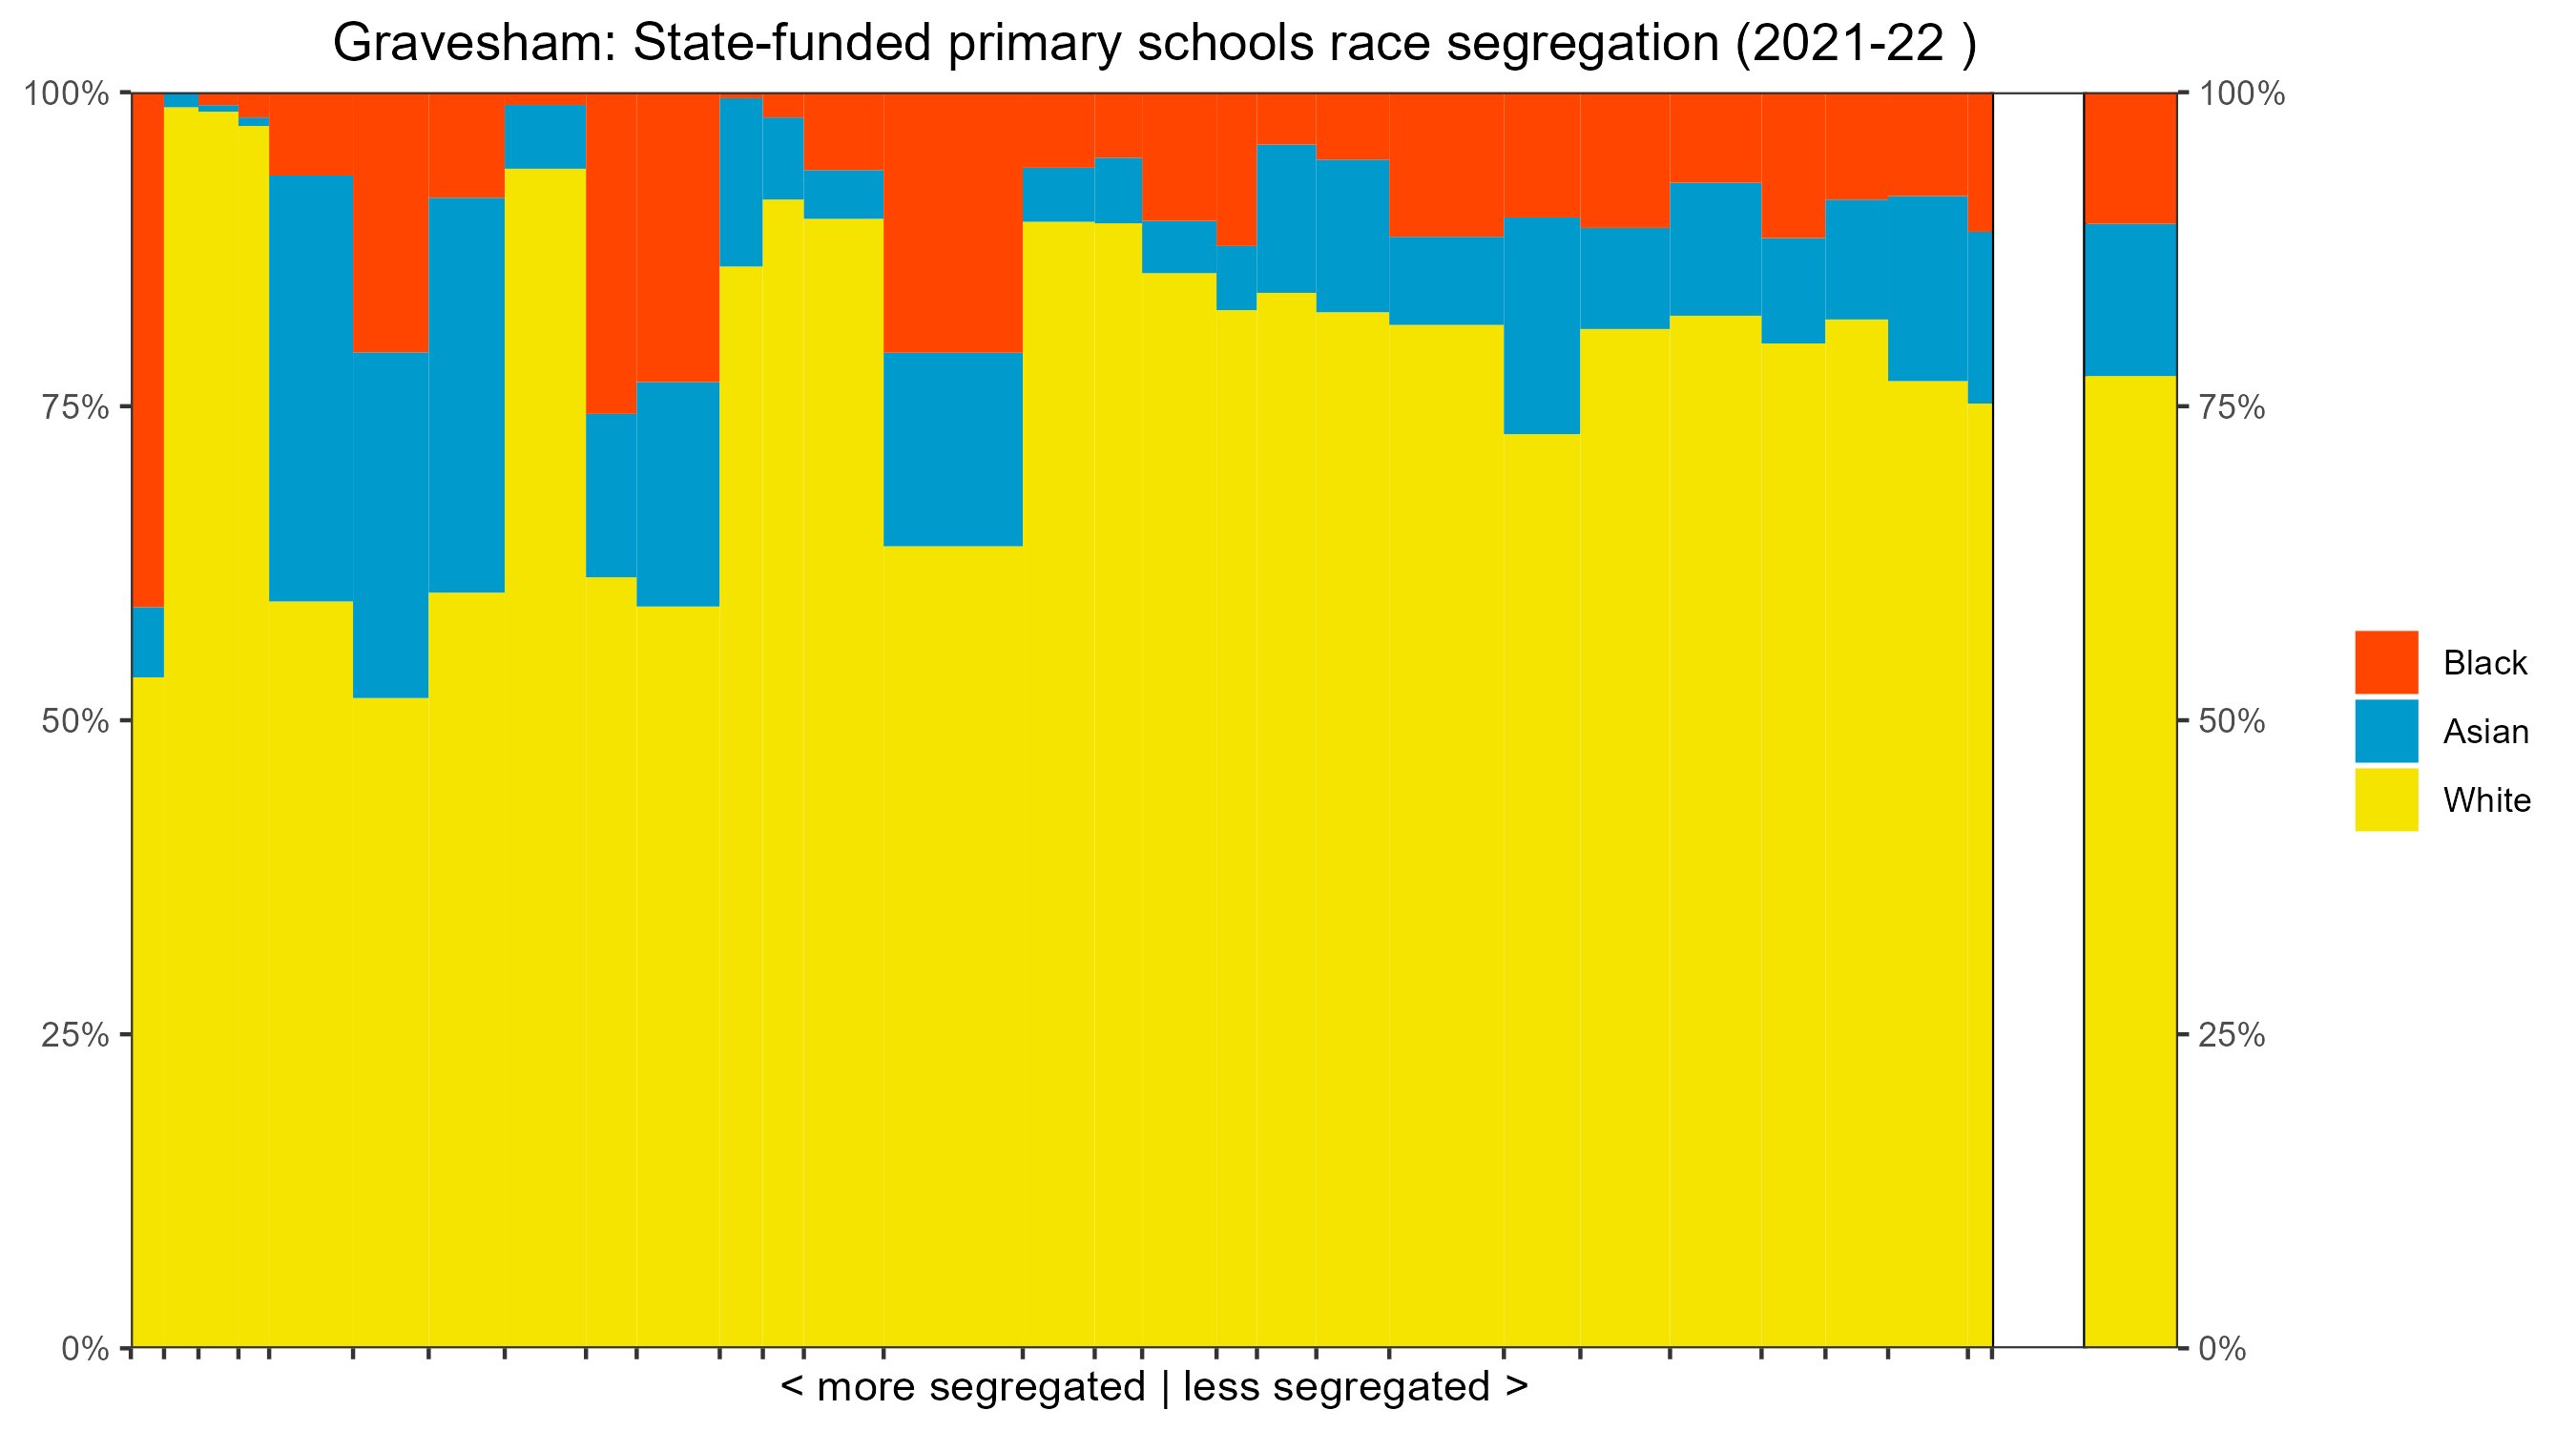 Gravesham: State-funded primary schools race segregation (2021-22 )
100%
75%
50%
25%
0%
100%
75%
50%
25%
0%
Black
Asian
White
< more segregated | less segregated >